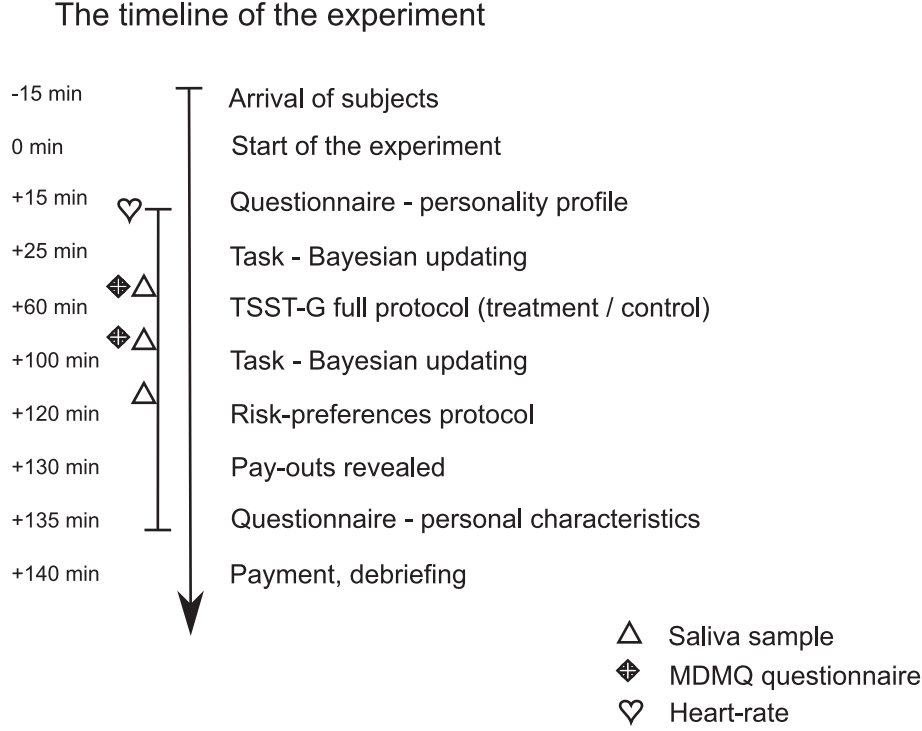 The timeline of the experiment
-15 min Arrival of subjects
0 min Start of the experiment
+15 min Questionnaire - personality profile
+25 min Task - Bayesian updating
+60 min TSST-G full protocol (treatment / control)
+100 min Task - Bayesian updating
+120 min Risk-preferences protocol
+130 min Pay-outs revealed
+135 min Questionnaire - personal characteristics
+140 min Payment, debriefing
Saliva sample
MDMQ questionnaire
Heart-rate